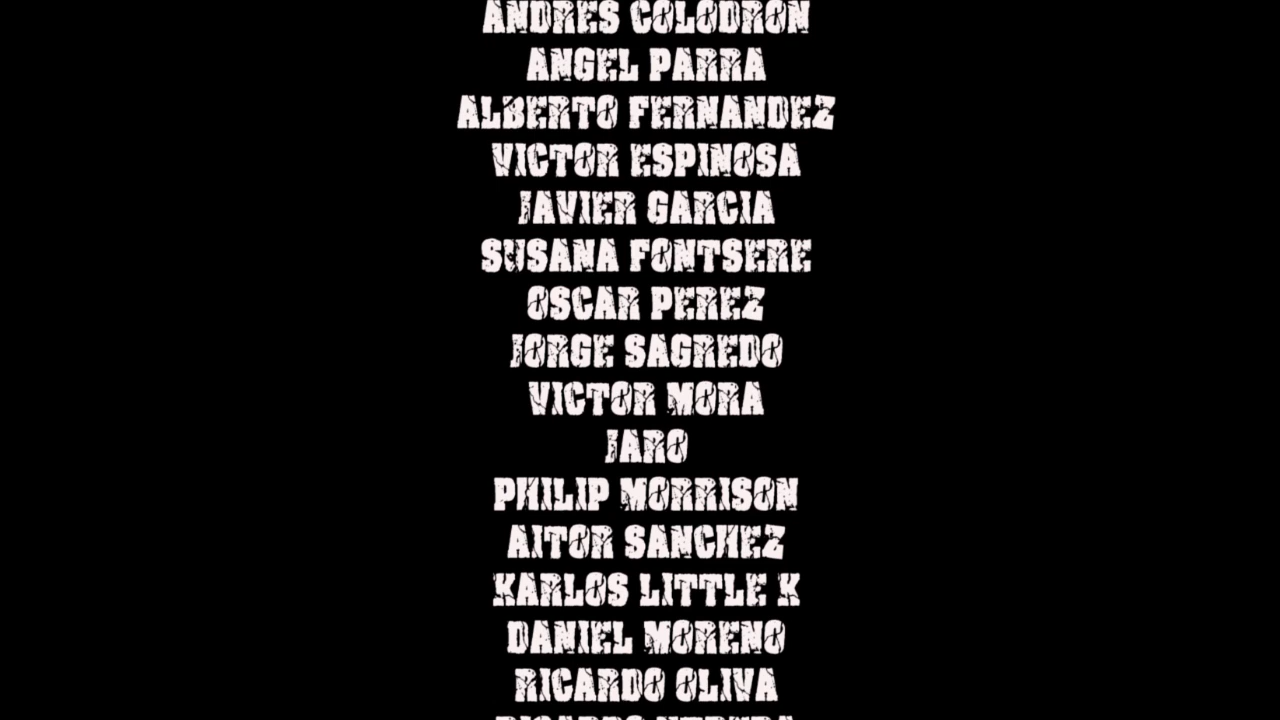 ANDRES COLODRON
ANGEL PARRA
ALBERTO FERNANDEZ
VICTOR ESPINOSA
JAVIER GARCIA
SUSANA FONTSERE
OSCAR PEREZ
JORGE SAGREDO
VICTOR MORA
JARO
PHILIP MORRISON
AITOR SANCHEZ
KARLOS LITTLE K
DANIEL MORENO
RICARDO OLIVA
RICARDO